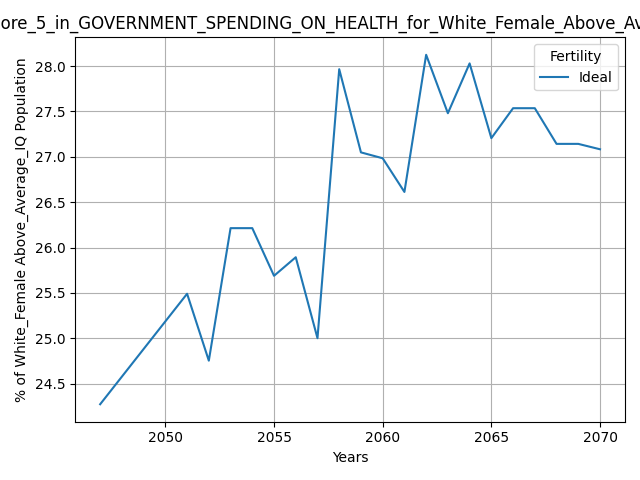 ore_5_in_GOVERNMENT_SPENDING_ON_HEALTH_for_White_Female_Above_Av
Fertility
Ideal
% of White_Female Above_Average_IQ Population
28.0
27.5
27.0
26.5
26.0
25.5
25.0
24.5
2050 2055 2060 2065 2070
Years